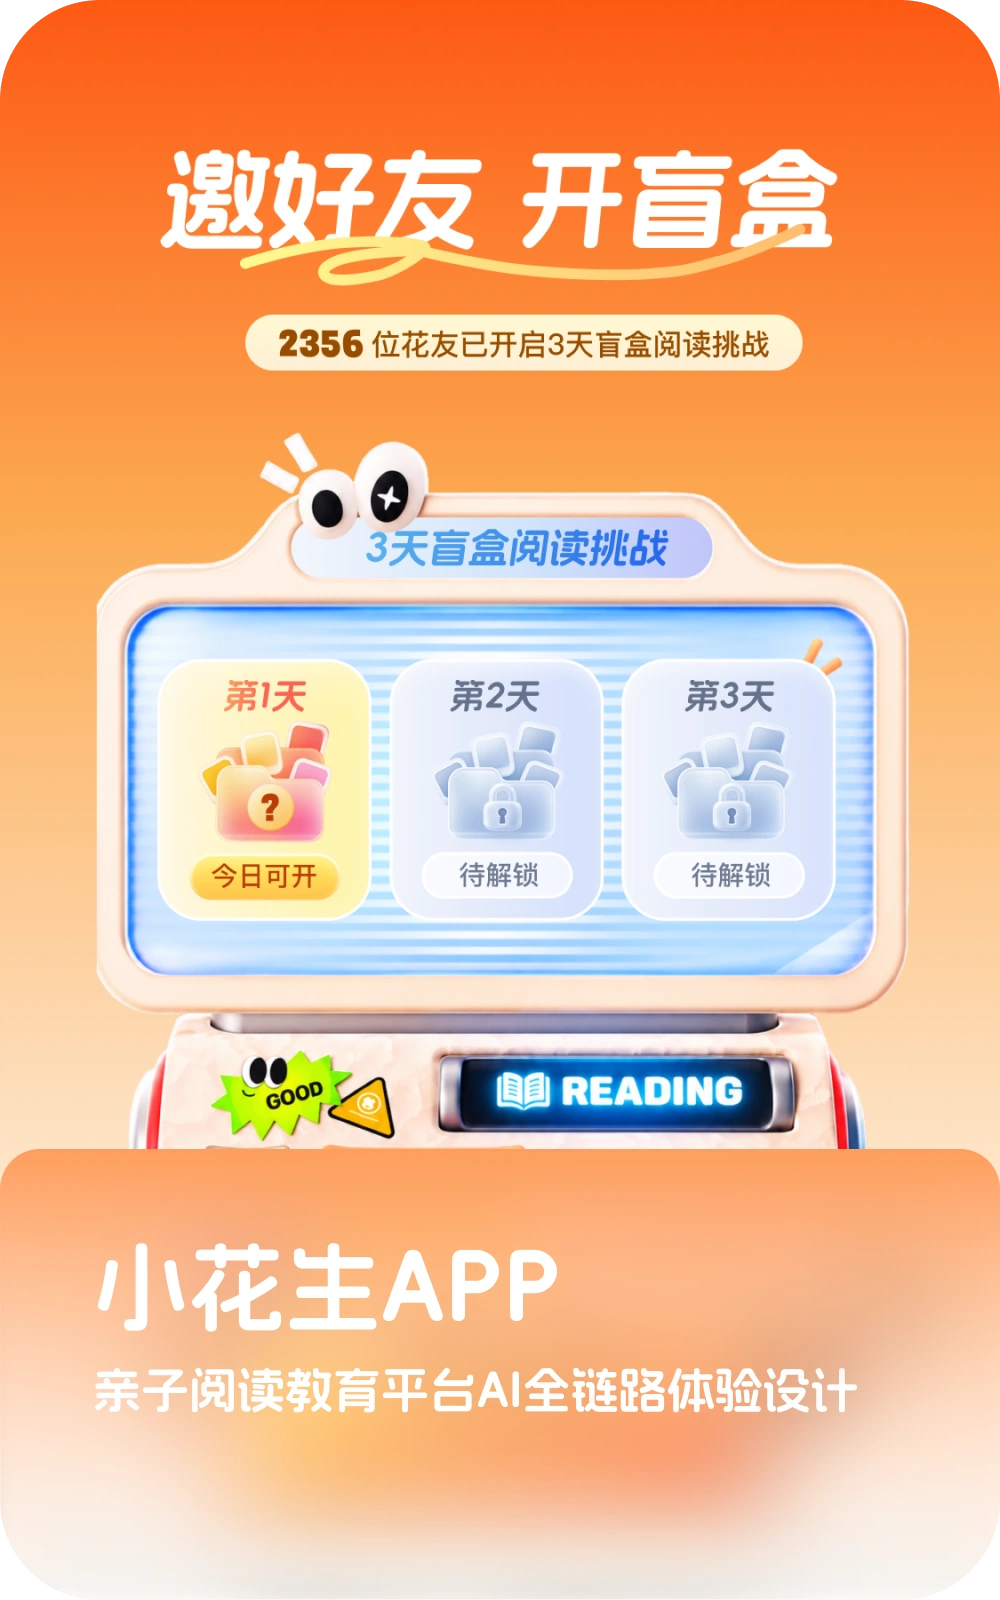 邀好友 开盲盒
2356 位花友已开启3天盲盒阅读挑战
3天盲盒阅读挑战
第1天 第2天 第3天
?
今日可开 待解锁 待解锁
GOOD
READING
小花生APP
亲子阅读教育平台AI全链路体验设计